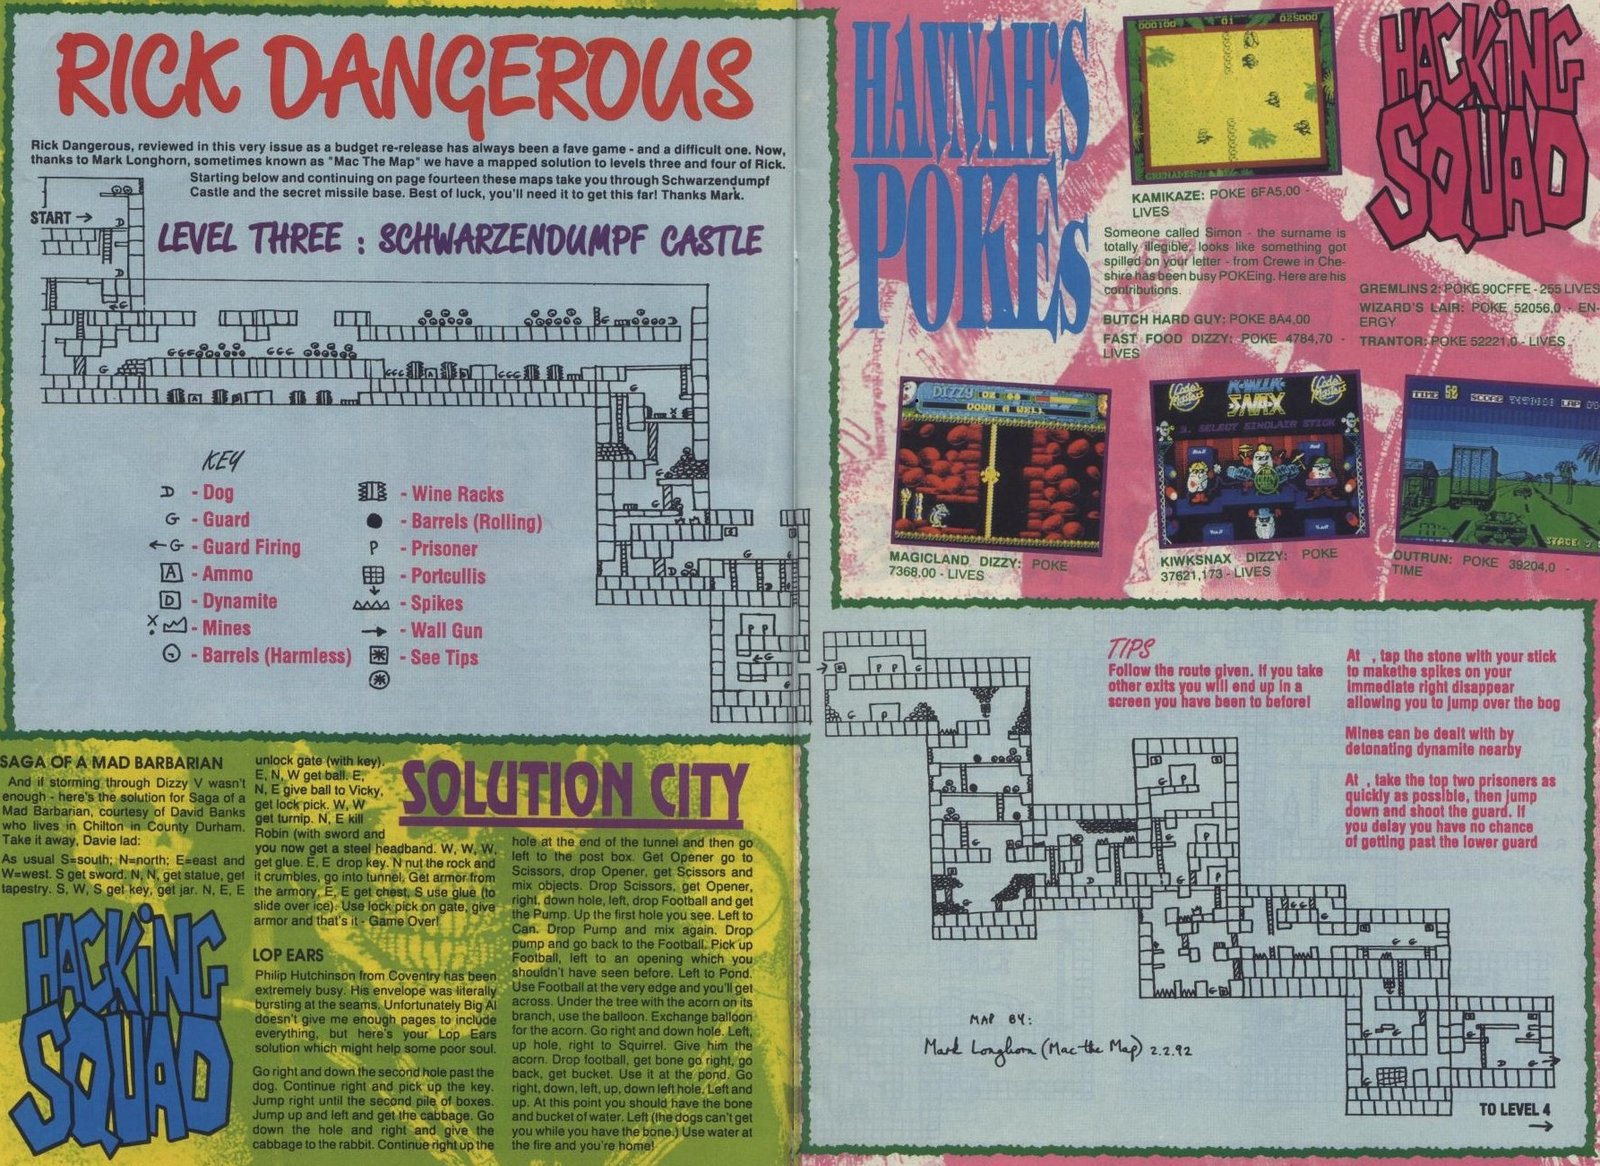 RICK DANGEROUS
Rick Dangerous, reviewed in this very issue as a budget re-release has always been a fave game - and a difficult one. Now,
thanks to Mark Longhorn, sometimes known as "Mac The Map" we have a mapped solution to levels three and four of Rick.
Starting below and continuing on page fourteen these maps take you through Schwarzendumpf
Castle and the secret missile base. Best of luck, you'll need it to get this far! Thanks Mark.
START →
LEVEL THREE : SCHWARZENDUMPF CASTLE
KEY
D - Dog
G - Guard
←G - Guard Firing
A - Ammo
D - Dynamite
X - Mines
- Barrels (Harmless)
- Wine Racks
- Barrels (Rolling)
P - Prisoner
- Portcullis
- Spikes
→ - Wall Gun
- See Tips
SAGA OF A MAD BARBARIAN
And if storming through Dizzy V wasn't
enough - here's the solution for Saga of a
Mad Barbarian, courtesy of David Banks
who lives in Chilton in County Durham.
Take it away, Davie lad:
As usual S=south; N=north; E=east and
W=west. S get sword. N, N, get statue, get
tapestry. S, W, S get key, get jar. N, E, E
HACKING
SQUAD
unlock gate (with key).
E, N, W get ball. E,
N, E give ball to Vicky,
get lock pick. W, W
get turnip. N, E kill
Robin (with sword and
you now get a steel headband. W, W, W,
get glue. E, E drop key. N nut the rock and
it crumbles, go into tunnel. Get armor from
the armory, E, E get chest, S use glue (to
slide over ice). Use lock pick on gate, give
armor and that's it - Game Over!
LOP EARS
Philip Hutchinson from Coventry has been
extremely busy. His envelope was literally
bursting at the seams. Unfortunately Big Al
doesn't give me enough pages to include
everything, but here's your Lop Ears
solution which might help some poor soul.
Go right and down the second hole past the
dog. Continue right and pick up the key.
Jump right until the second pile of boxes.
Jump up and left and get the cabbage. Go
down the hole and right and give the
cabbage to the rabbit. Continue right up the
SOLUTION CITY
hole at the end of the tunnel and then go
left to the post box. Get Opener go to
Scissors, drop Opener, get Scissors and
mix objects. Drop Scissors, get Opener,
right, down hole, left, drop Football and get
the Pump. Up the first hole you see. Left to
Can. Drop Pump and mix again. Drop
pump and go back to the Football. Pick up
Football, left to an opening which you
shouldn't have seen before. Left to Pond.
Use Football at the very edge and you'll get
across. Under the tree with the acorn on its
branch, use the balloon. Exchange balloon
for the acorn. Go right and down hole. Left,
up hole, right to Squirrel. Give him the
acorn. Drop football, get bone go right, go
back, get bucket. Use it at the pond. Go
right, down, left, up, down left hole. Left and
up. At this point you should have the bone
and bucket of water. Left (the dogs can't get
you while you have the bone.) Use water at
the fire and you're home!
HANNAH'S
POKEs
GRENADES
KAMIKAZE: POKE 6FA5,00 -
LIVES
Someone called Simon - the surname is
totally illegible, looks like something got
spilled on your letter - from Crewe in Che-
shire has been busy POKEing. Here are his
contributions.
BUTCH HARD GUY: POKE 8A4,00
FAST FOOD DIZZY: POKE 4784,70 -
LIVES
HACKING
SQUAD
GREMLINS 2: POKE 90CFFE - 255 LIVES
WIZARD'S LAIR: POKE 52056,0 - EN-
ERGY
TRANTOR: POKE 52221,0 - LIVES
DIZZY
DOWN A WELL
MAGICLAND DIZZY: POKE
7368,00 - LIVES
Code Masters
KWIK
SNAX
Code Masters
3. SELECT SINCLAIR STICK
KIWKSNAX DIZZY: POKE
37621,173 - LIVES
TIME 52 SCORE LAP
STAGE
OUTRUN: POKE 39204,0 -
TIME
TIPS
Follow the route given. If you take
other exits you will end up in a
screen you have been to before!
At , tap the stone with your stick
to makethe spikes on your
immediate right disappear
allowing you to jump over the bog
Mines can be dealt with by
detonating dynamite nearby
At , take the top two prisoners as
quickly as possible, then jump
down and shoot the guard. If
you delay you have no chance
of getting past the lower guard
MAP BY:
Mark Longhorn (Mac the Map) 2.2.92
TO LEVEL 4
→